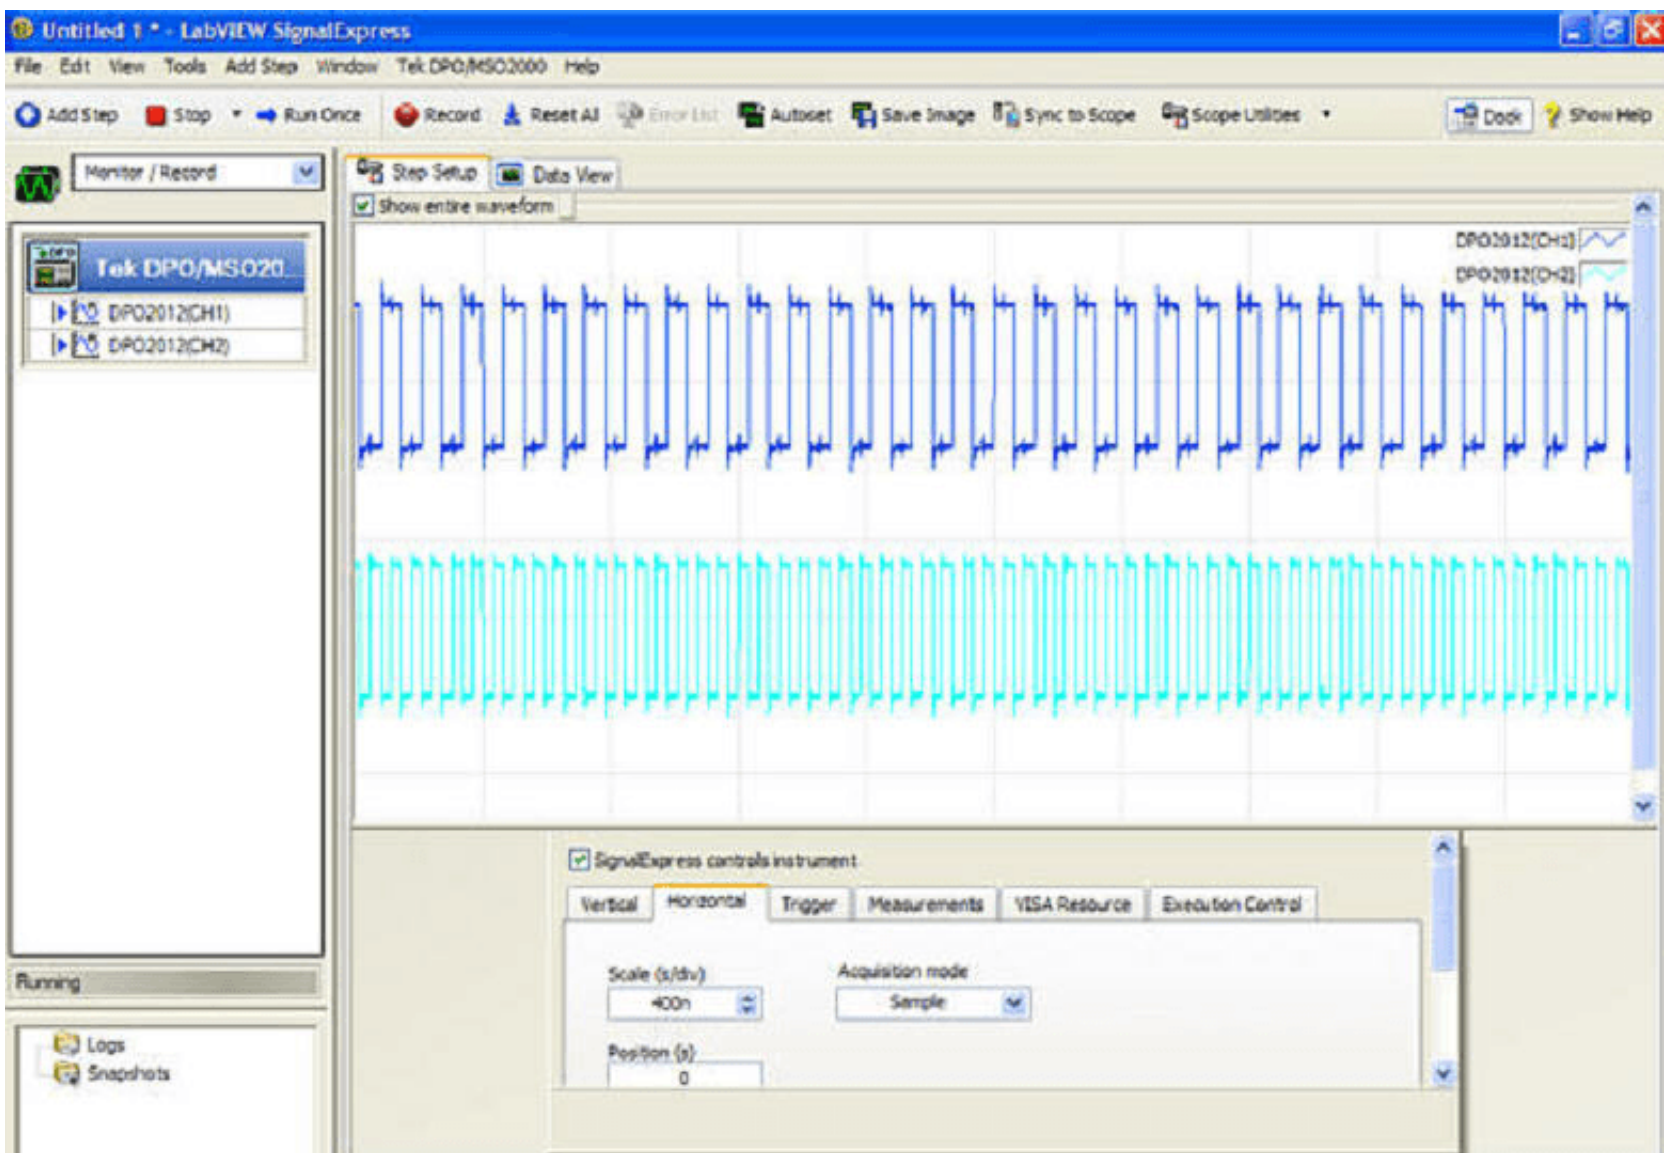 Untitled 1 * - LabVIEW SignalExpress
File Edit View Tools Add Step Window Tek DPO/MSO2000 Help
Add Step Stop Run Once Record Reset All Error List Autoset Save Image Sync to Scope Scope Utilities Dock Show Help
Monitor / Record
Step Setup Data View
Show entire waveform
DPO2012(CH1)
DPO2012(CH2)
Tek DPO/MSO20...
DPO2012(CH1)
DPO2012(CH2)
SignalExpress controls instrument
Vertical Horizontal Trigger Measurements VISA Resource Execution Control
Scale (s/div) Acquisition mode
400n Sample
Position (s)
0
Running
Logs
Snapshots